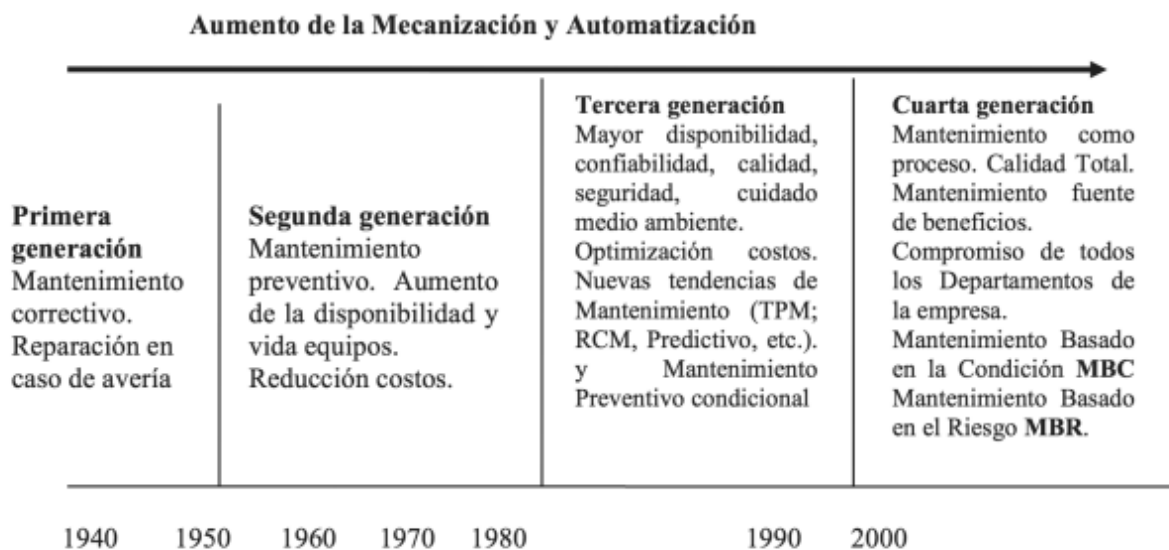 Aumento de la Mecanización y Automatización
Primera
generación
Mantenimiento
correctivo.
Reparación en
caso de avería
Segunda generación
Mantenimiento
preventivo. Aumento
de la disponibilidad y
vida equipos.
Reducción costos.
Tercera generación
Mayor disponibilidad,
confiabilidad, calidad,
seguridad, cuidado
medio ambiente.
Optimización costos.
Nuevas tendencias de
Mantenimiento (TPM;
RCM, Predictivo, etc.).
y Mantenimiento
Preventivo condicional
Cuarta generación
Mantenimiento como
proceso. Calidad Total.
Mantenimiento fuente
de beneficios.
Compromiso de todos
los Departamentos de
la empresa.
Mantenimiento Basado
en la Condición MBC
Mantenimiento Basado
en el Riesgo MBR.
1940 1950 1960 1970 1980 1990 2000